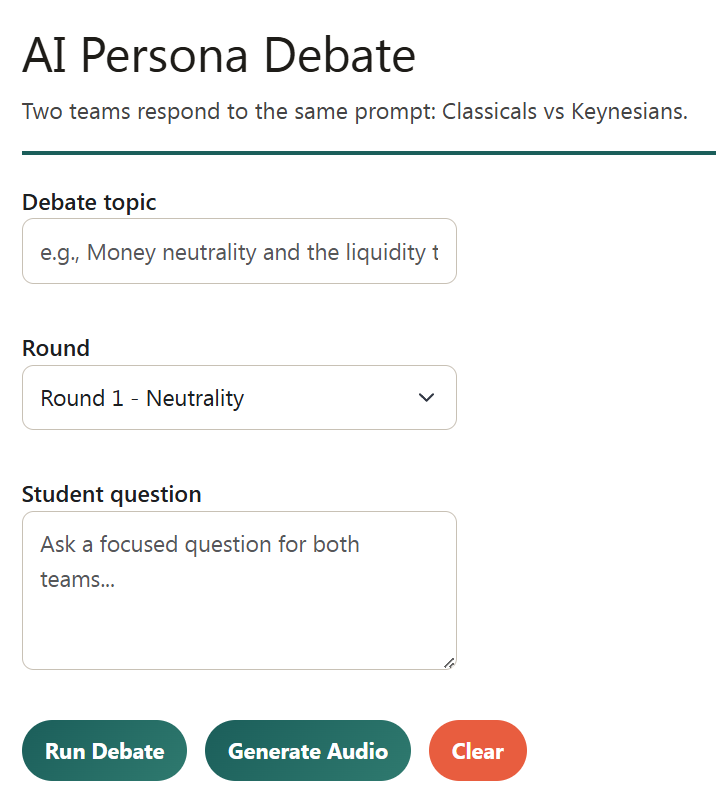 AI Persona Debate
Two teams respond to the same prompt: Classicals vs Keynesians.
Debate topic
e.g., Money neutrality and the liquidity t
Round
Round 1 - Neutrality
Student question
Ask a focused question for both
teams...
Run Debate
Generate Audio
Clear